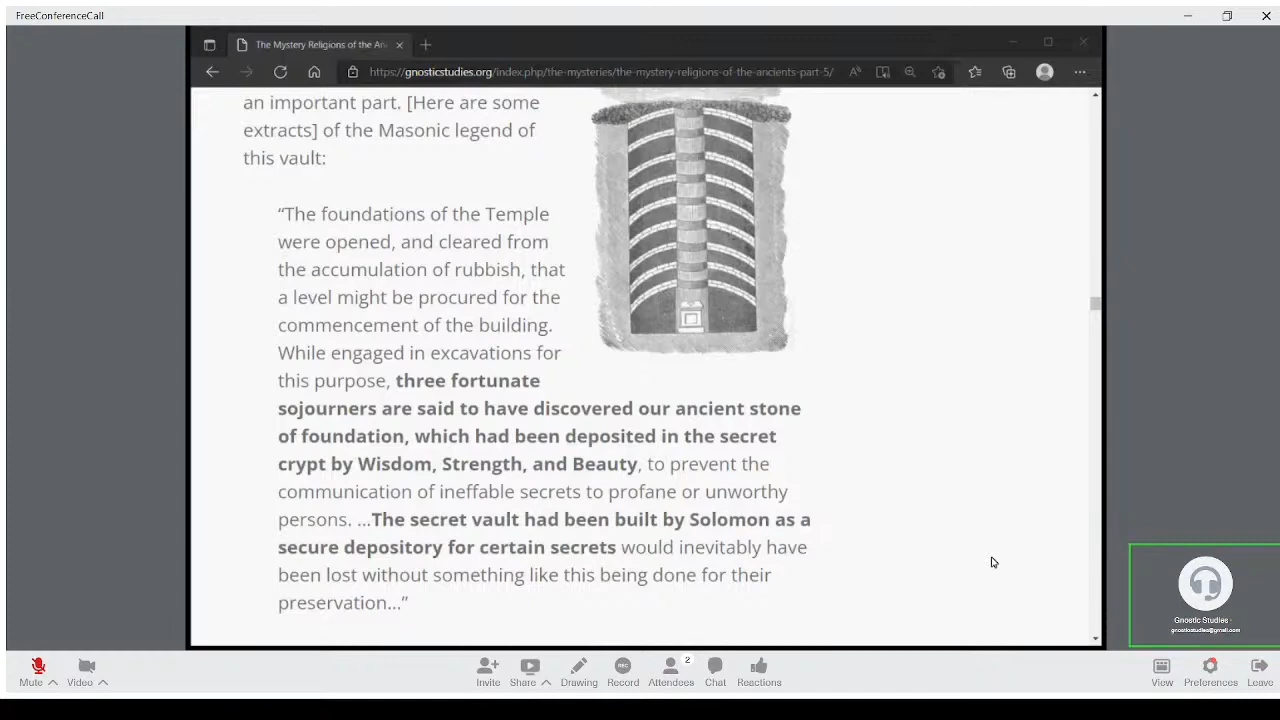 FreeConferenceCall
The Mystery Religions of the An
https://gnosticstudies.org/index.php/the-mysteries/the-mystery-religions-of-the-ancients-part-5/
an important part. [Here are some
extracts] of the Masonic legend of
this vault:
“The foundations of the Temple
were opened, and cleared from
the accumulation of rubbish, that
a level might be procured for the
commencement of the building.
While engaged in excavations for
this purpose, three fortunate
sojourners are said to have discovered our ancient stone
of foundation, which had been deposited in the secret
crypt by Wisdom, Strength, and Beauty, to prevent the
communication of ineffable secrets to profane or unworthy
persons. ...The secret vault had been built by Solomon as a
secure depository for certain secrets would inevitably have
been lost without something like this being done for their
preservation...”
Gnostic Studies -
gnosticstudies@gmail.com
Mute Video Invite Share Drawing Record Attendees 2 Chat Reactions View Preferences Leave
REC